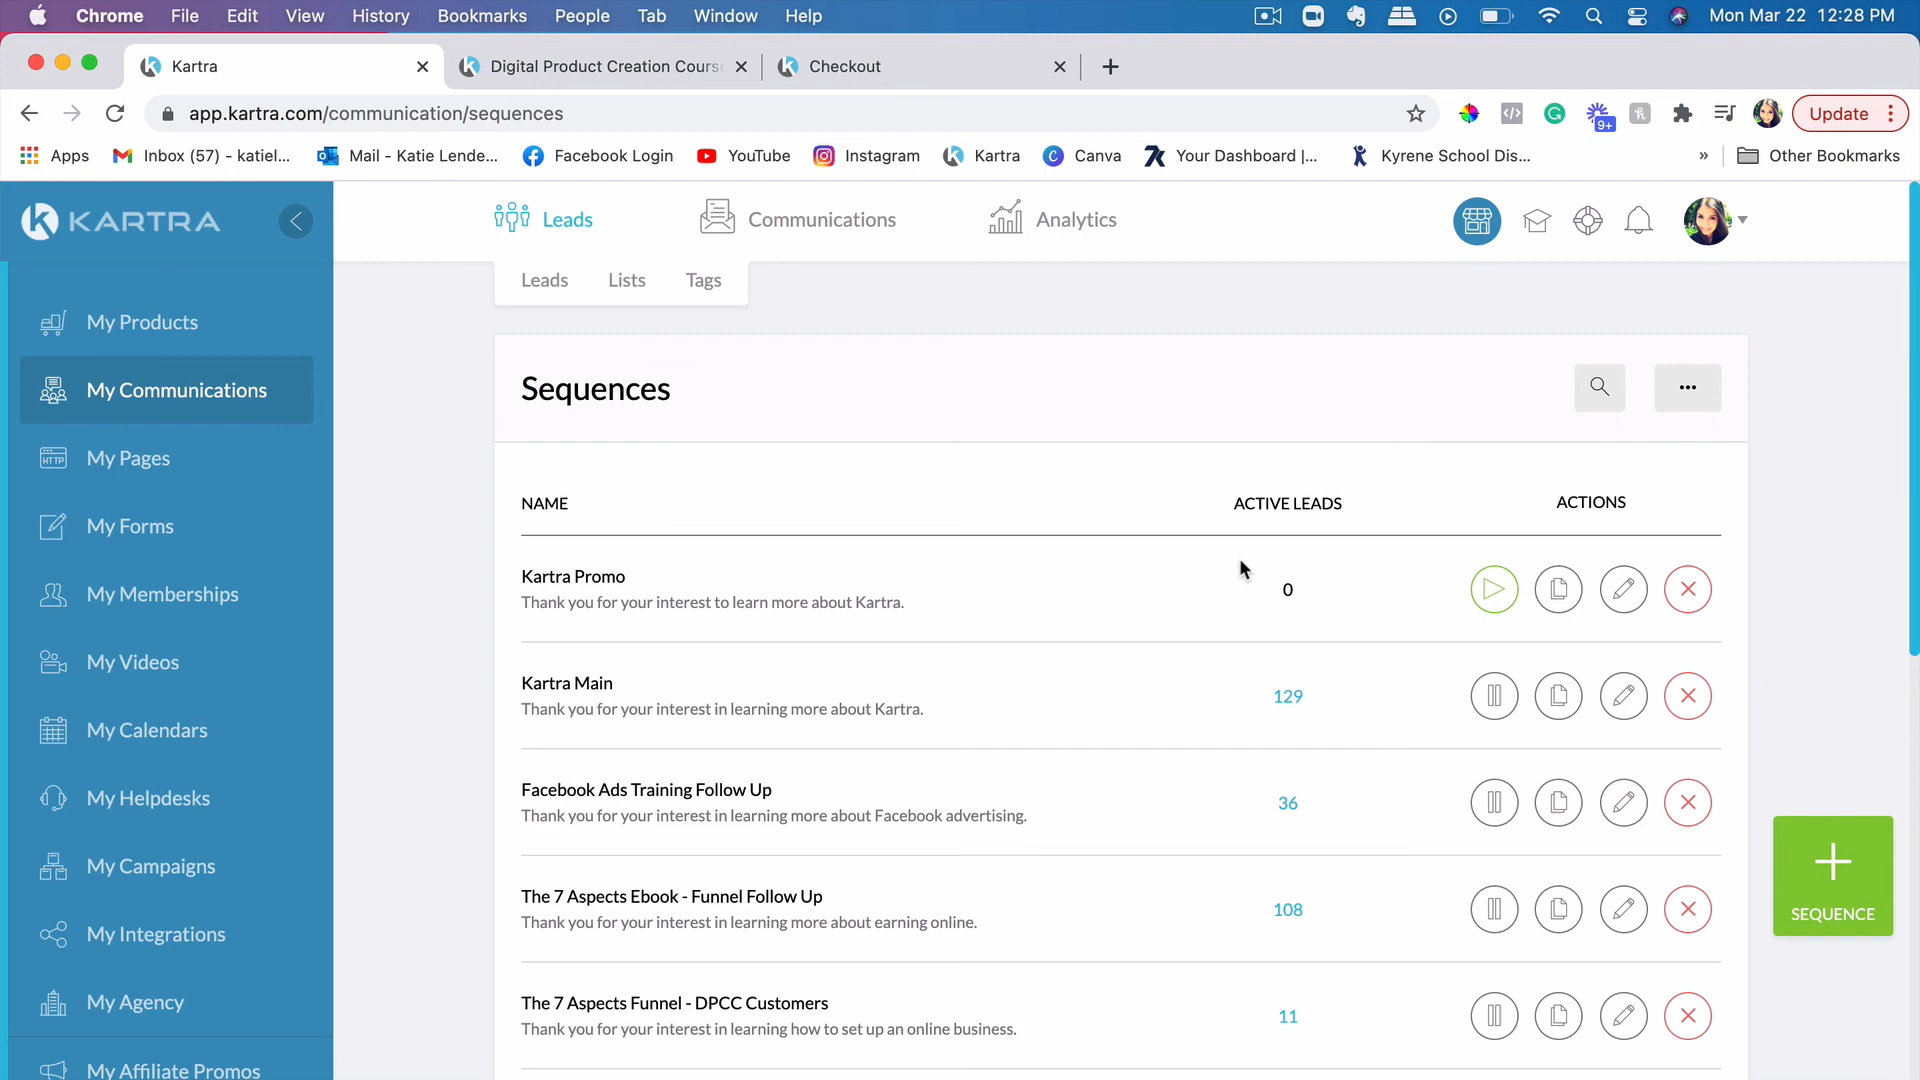 Chrome File Edit View History Bookmarks People Tab Window Help Mon Mar 22 12:28 PM
Kartra Digital Product Creation Cours Checkout
app.kartra.com/communication/sequences 9+ Update
Apps Inbox (57) - katiel... Mail - Katie Lende... Facebook Login YouTube Instagram Kartra Canva Your Dashboard |... Kyrene School Dis... » Other Bookmarks
KARTRA
Leads Communications Analytics
Leads Lists Tags
My Products
My Communications
My Pages
My Forms
My Memberships
My Videos
My Calendars
My Helpdesks
My Campaigns
My Integrations
My Agency
My Affiliate Promos
HTTP
Sequences
NAME ACTIVE LEADS ACTIONS
Kartra Promo
Thank you for your interest to learn more about Kartra.
0
Kartra Main
Thank you for your interest in learning more about Kartra.
129
Facebook Ads Training Follow Up
Thank you for your interest in learning more about Facebook advertising.
36
The 7 Aspects Ebook - Funnel Follow Up
Thank you for your interest in learning more about earning online.
108
The 7 Aspects Funnel - DPCC Customers
Thank you for your interest in learning how to set up an online business.
11
SEQUENCE